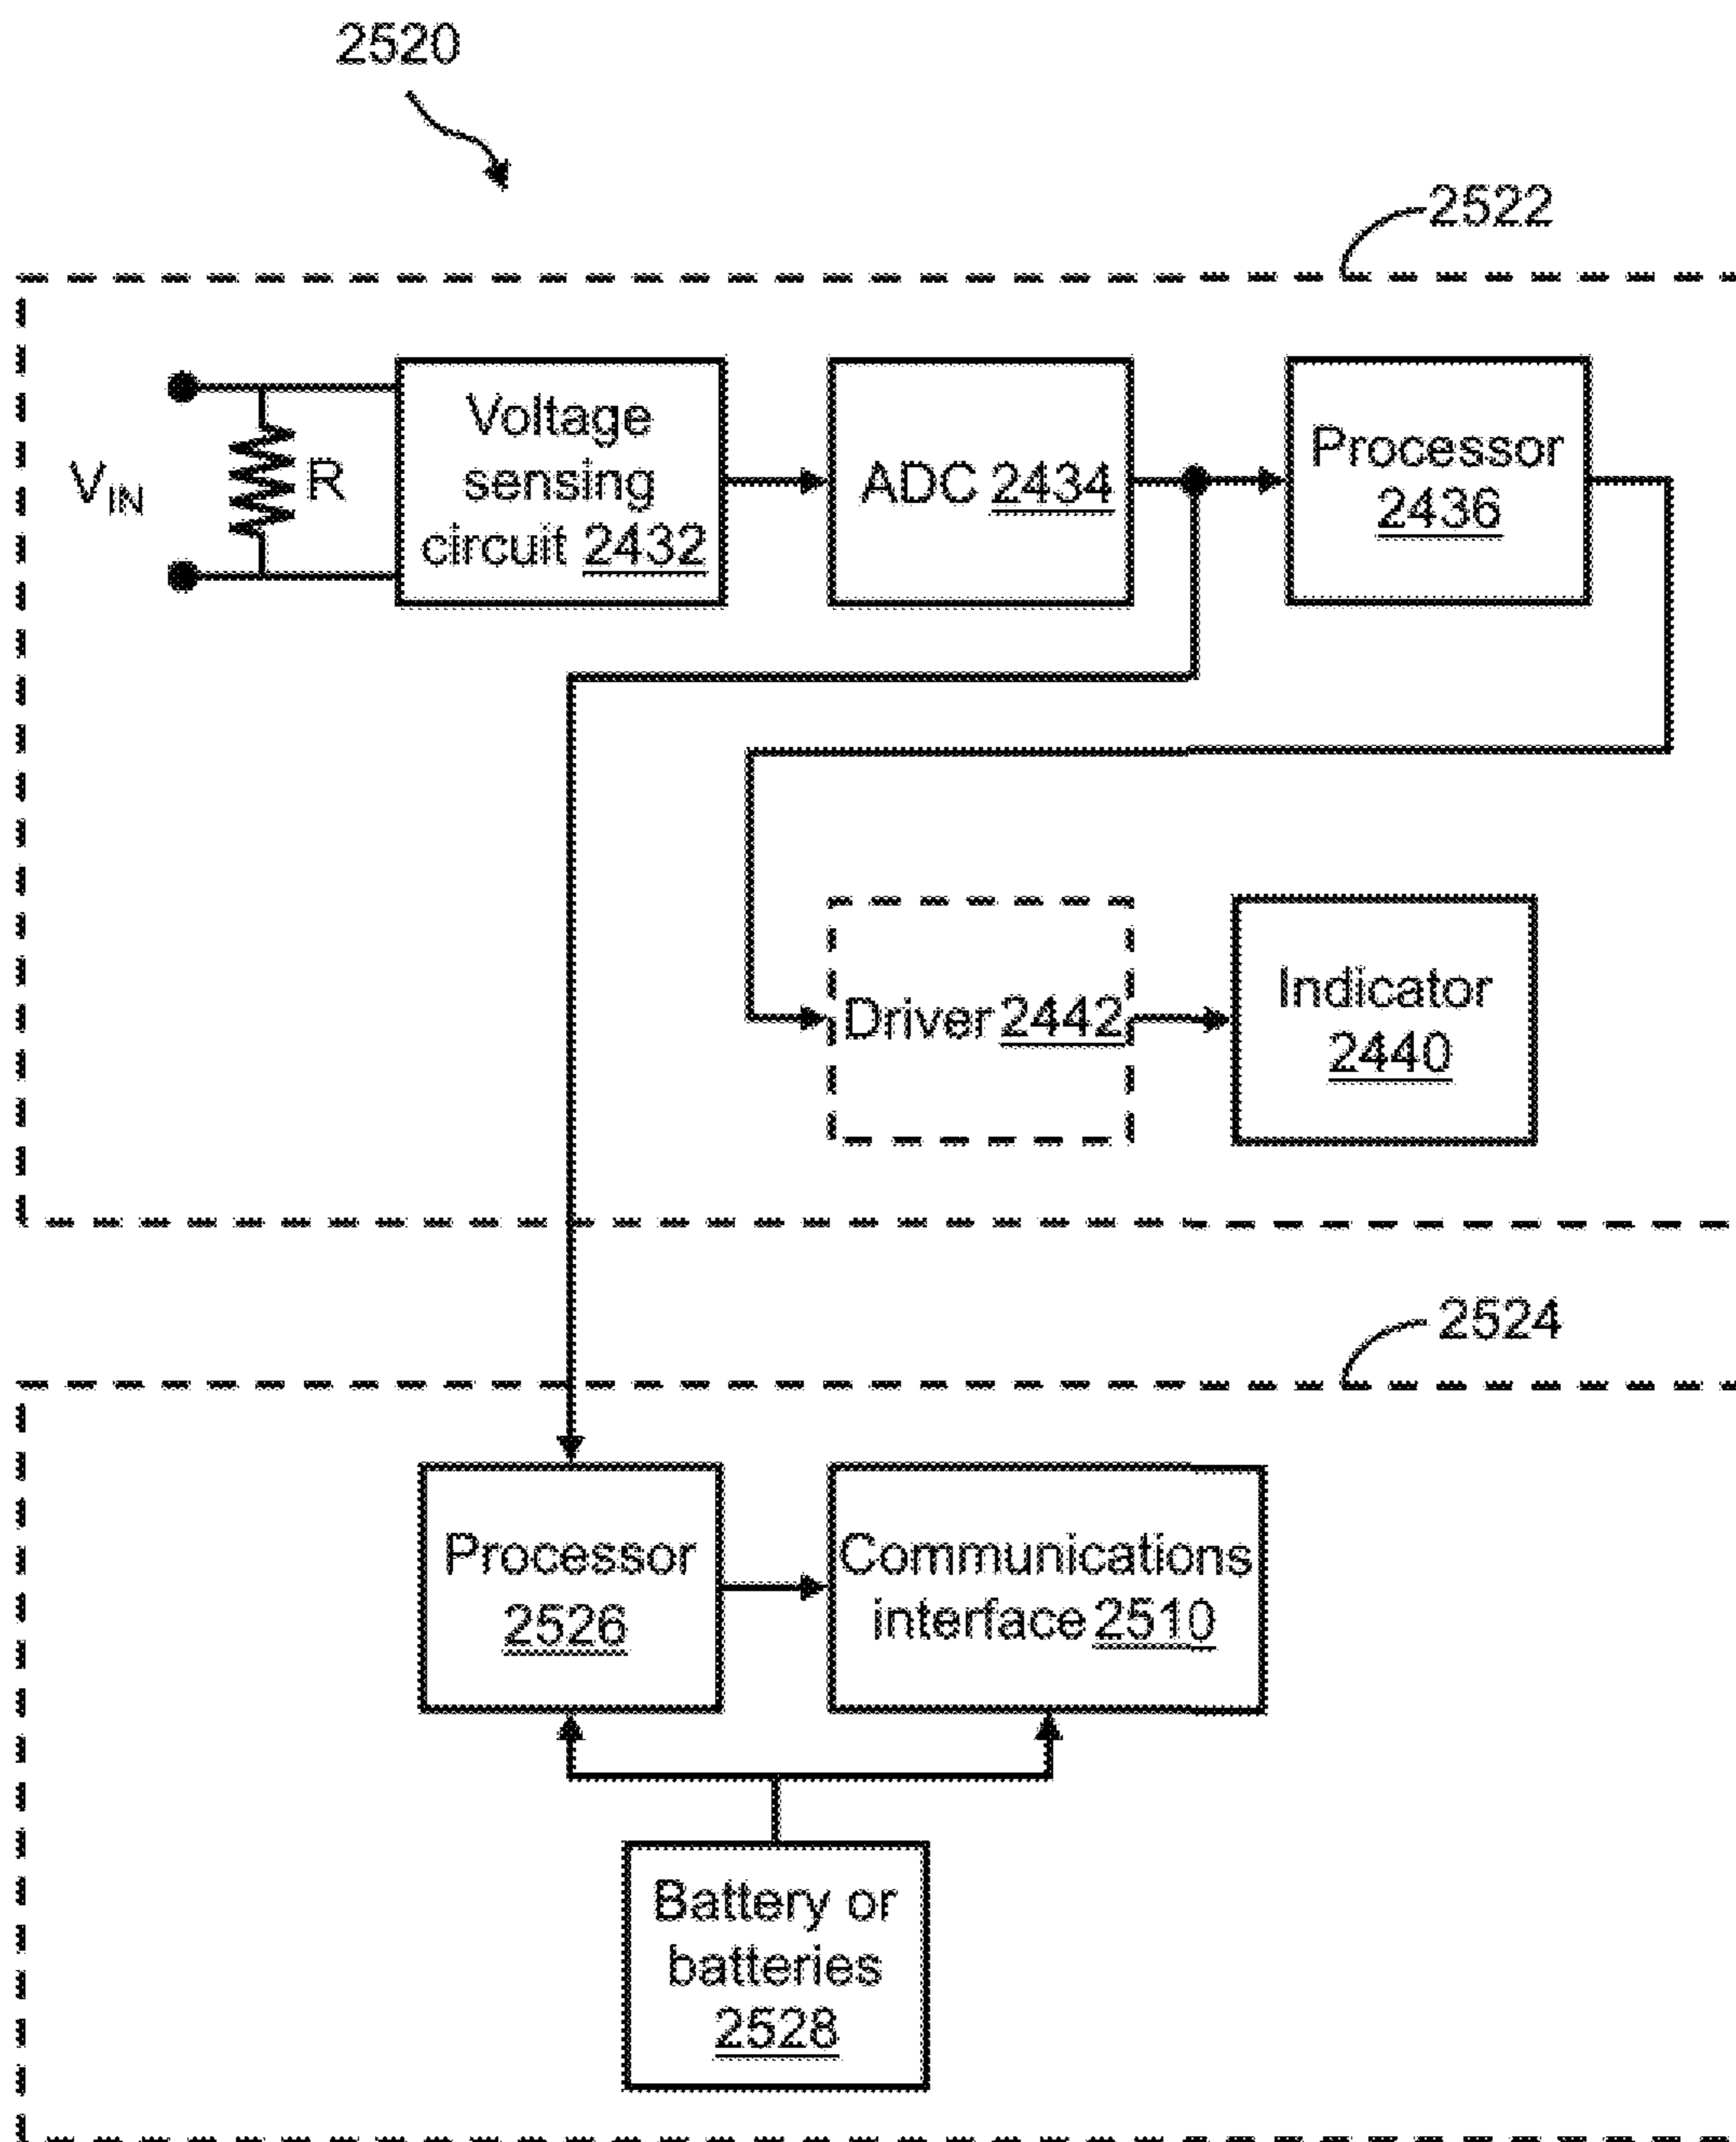 2520
2522
V_IN
R
Voltage
sensing
circuit 2432
ADC 2434
Processor
2436
Driver 2442
Indicator
2440
2524
Processor
2526
Communications
interface 2510
Battery or
batteries
2528